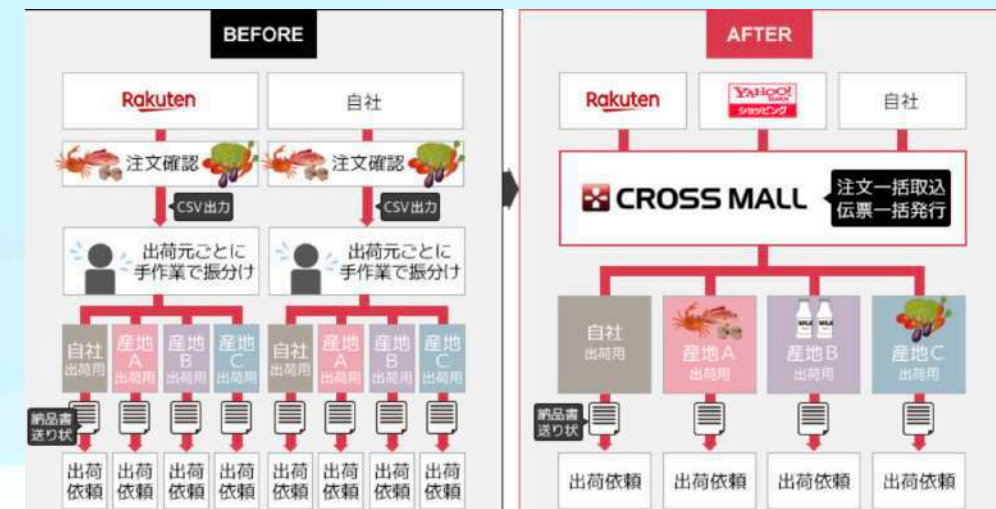 BEFORE
Rakuten
自社
注文確認
注文確認
CSV出力
CSV出力
出荷元ごとに
手作業で振分け
出荷元ごとに
手作業で振分け
自社
出荷用
産地
A
出荷用
産地
B
出荷用
産地
C
出荷用
自社
出荷用
産地
A
出荷用
産地
B
出荷用
産地
C
出荷用
納品書
送り状
出荷
依頼
出荷
依頼
出荷
依頼
出荷
依頼
出荷
依頼
出荷
依頼
出荷
依頼
出荷
依頼
AFTER
Rakuten
YAHOO!
JAPAN
ショッピング
自社
CROSS MALL
注文一括取込
伝票一括発行
自社
出荷用
産地A
出荷用
MILK
MILK
産地B
出荷用
産地C
出荷用
納品書
送り状
出荷依頼
出荷依頼
出荷依頼
出荷依頼